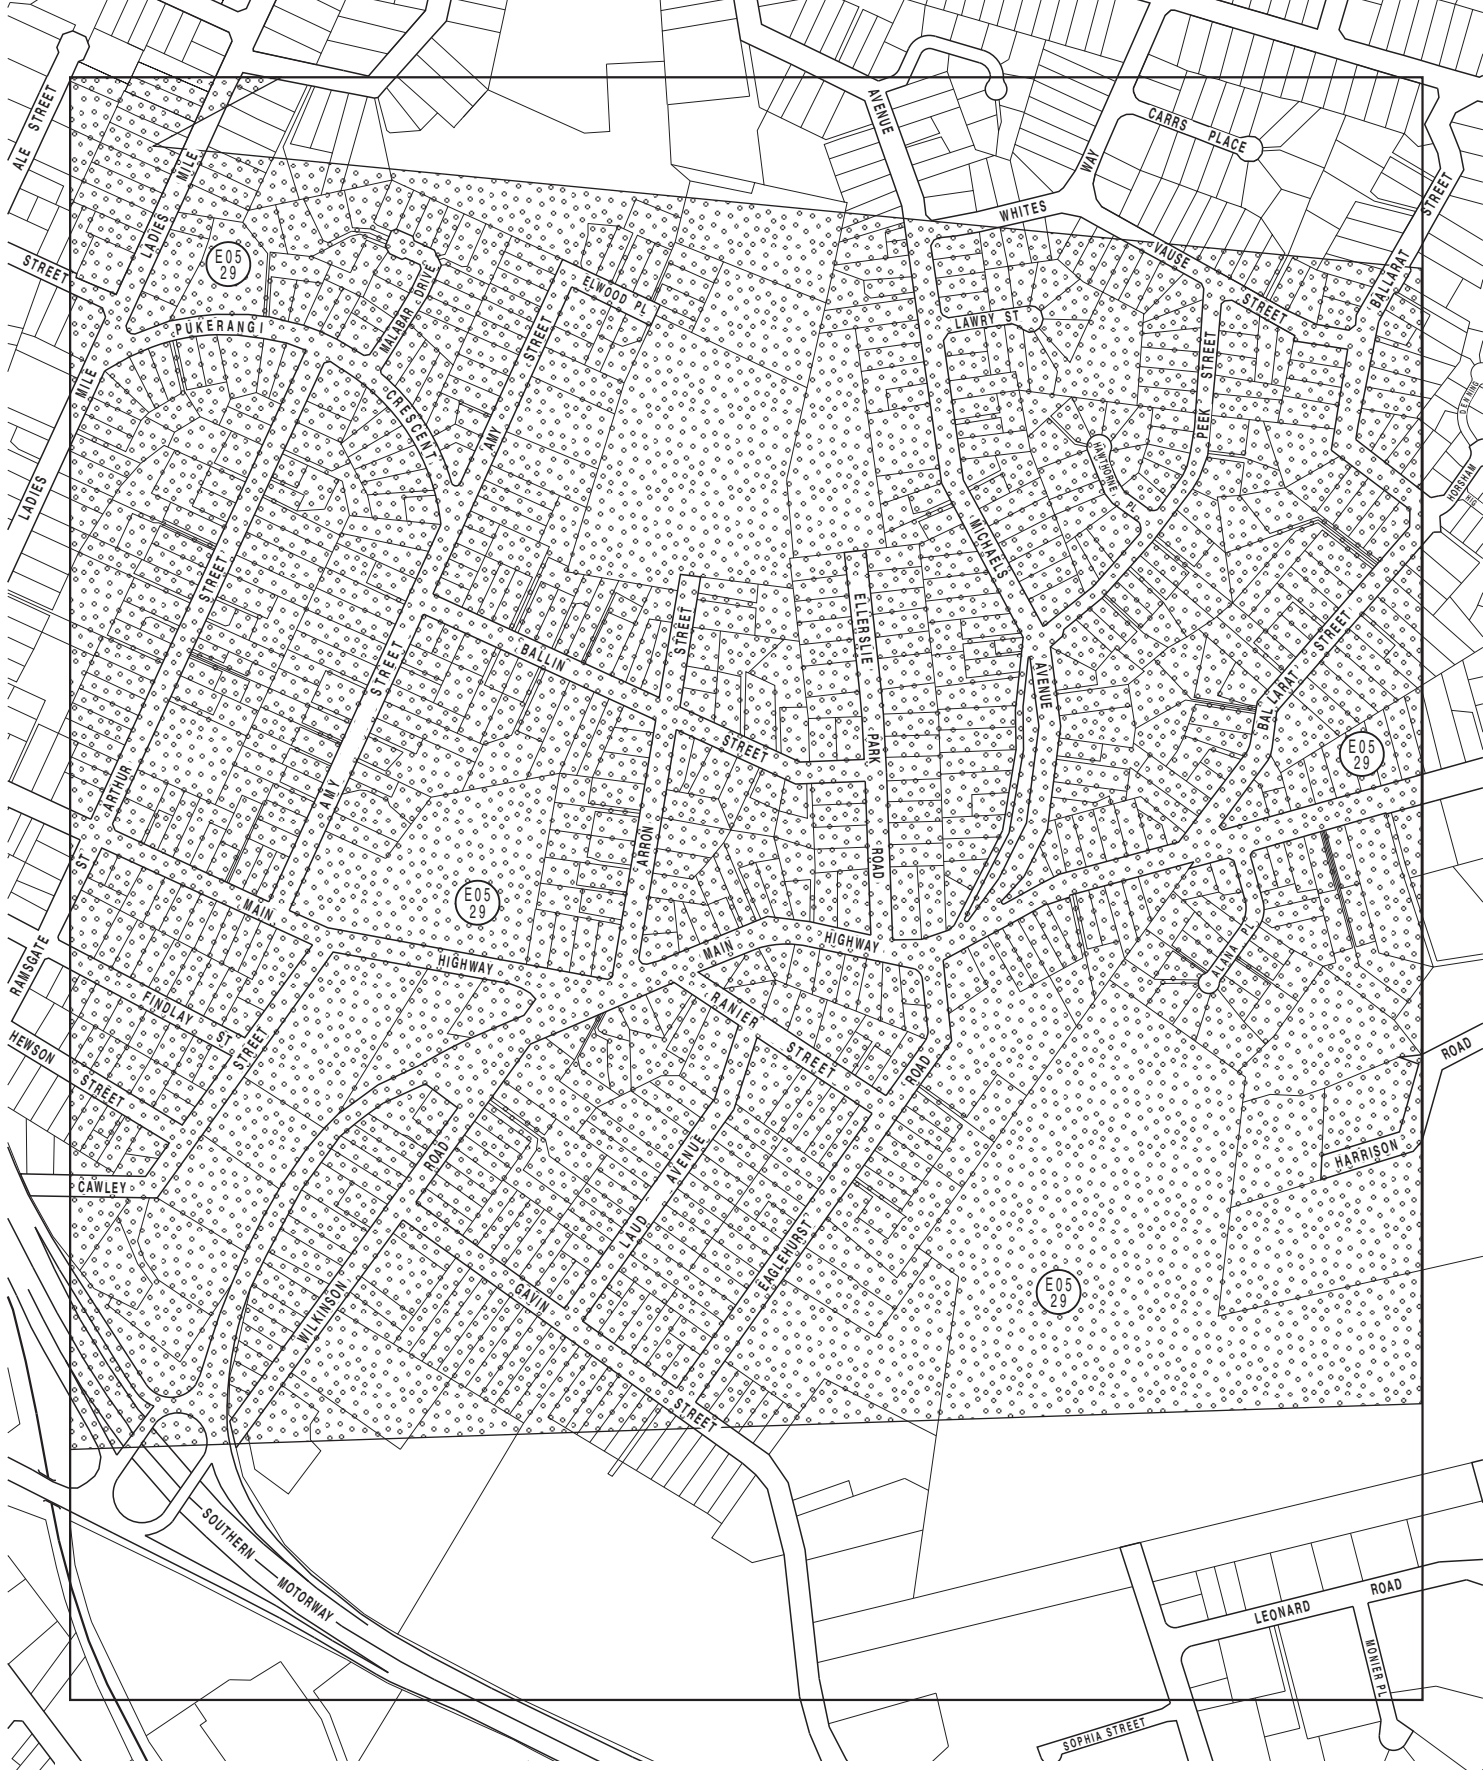 ALE STREET
AVENUE
CARRS PLACE
WAY
WHITES
STREET
LADIES MILE
E05
29
STREET
PUKERANGI
MALABAR DRIVE
ELWOOD PL
STREET
LAWRY ST
VAUSE
STREET
BALLARAT
PEEK STREET
MILE
CRESCENT
AMY
HAWTHORNE PL
HORSHAM
LADIES
MICHAELS
STREET
ELLERSLIE
STREET
BALLIN
STREET
STREET
AVENUE
BALLARAT
STREET
PARK
E05
29
ARTHUR
AMY
ARRON
ROAD
ST
MAIN
E05
29
HIGHWAY
MAIN
HIGHWAY
RAMSGATE
ALANA PL
FINDLAY ST
STREET
RANIER
STREET
ROAD
HEWSON
STREET
ROAD
HARRISON
ROAD
CAWLEY
AVENUE
LAUD
EAGLEHURST
GAVIN
WILKINSON
E05
29
STREET
SOUTHERN
MOTORWAY
LEONARD
ROAD
MONIER PL
SOPHIA STREET